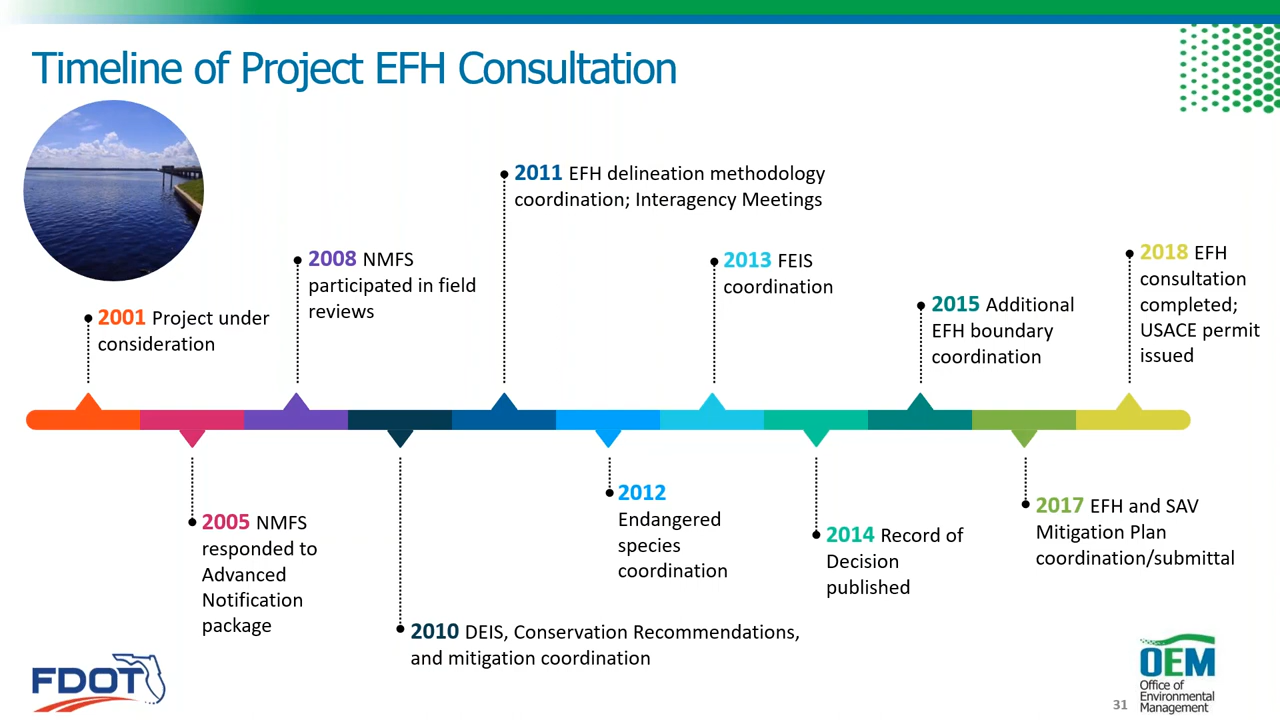 Timeline of Project EFH Consultation
2011 EFH delineation methodology
coordination; Interagency Meetings
2008 NMFS
participated in field
reviews
2013 FEIS
coordination
2018 EFH
consultation
completed;
USACE permit
issued
2001 Project under
consideration
2015 Additional
EFH boundary
coordination
2005 NMFS
responded to
Advanced
Notification
package
2012
Endangered
species
coordination
2014 Record of
Decision
published
2017 EFH and SAV
Mitigation Plan
coordination/submittal
2010 DEIS, Conservation Recommendations,
and mitigation coordination
FDOT
OEM
Office of
Environmental
Management
31